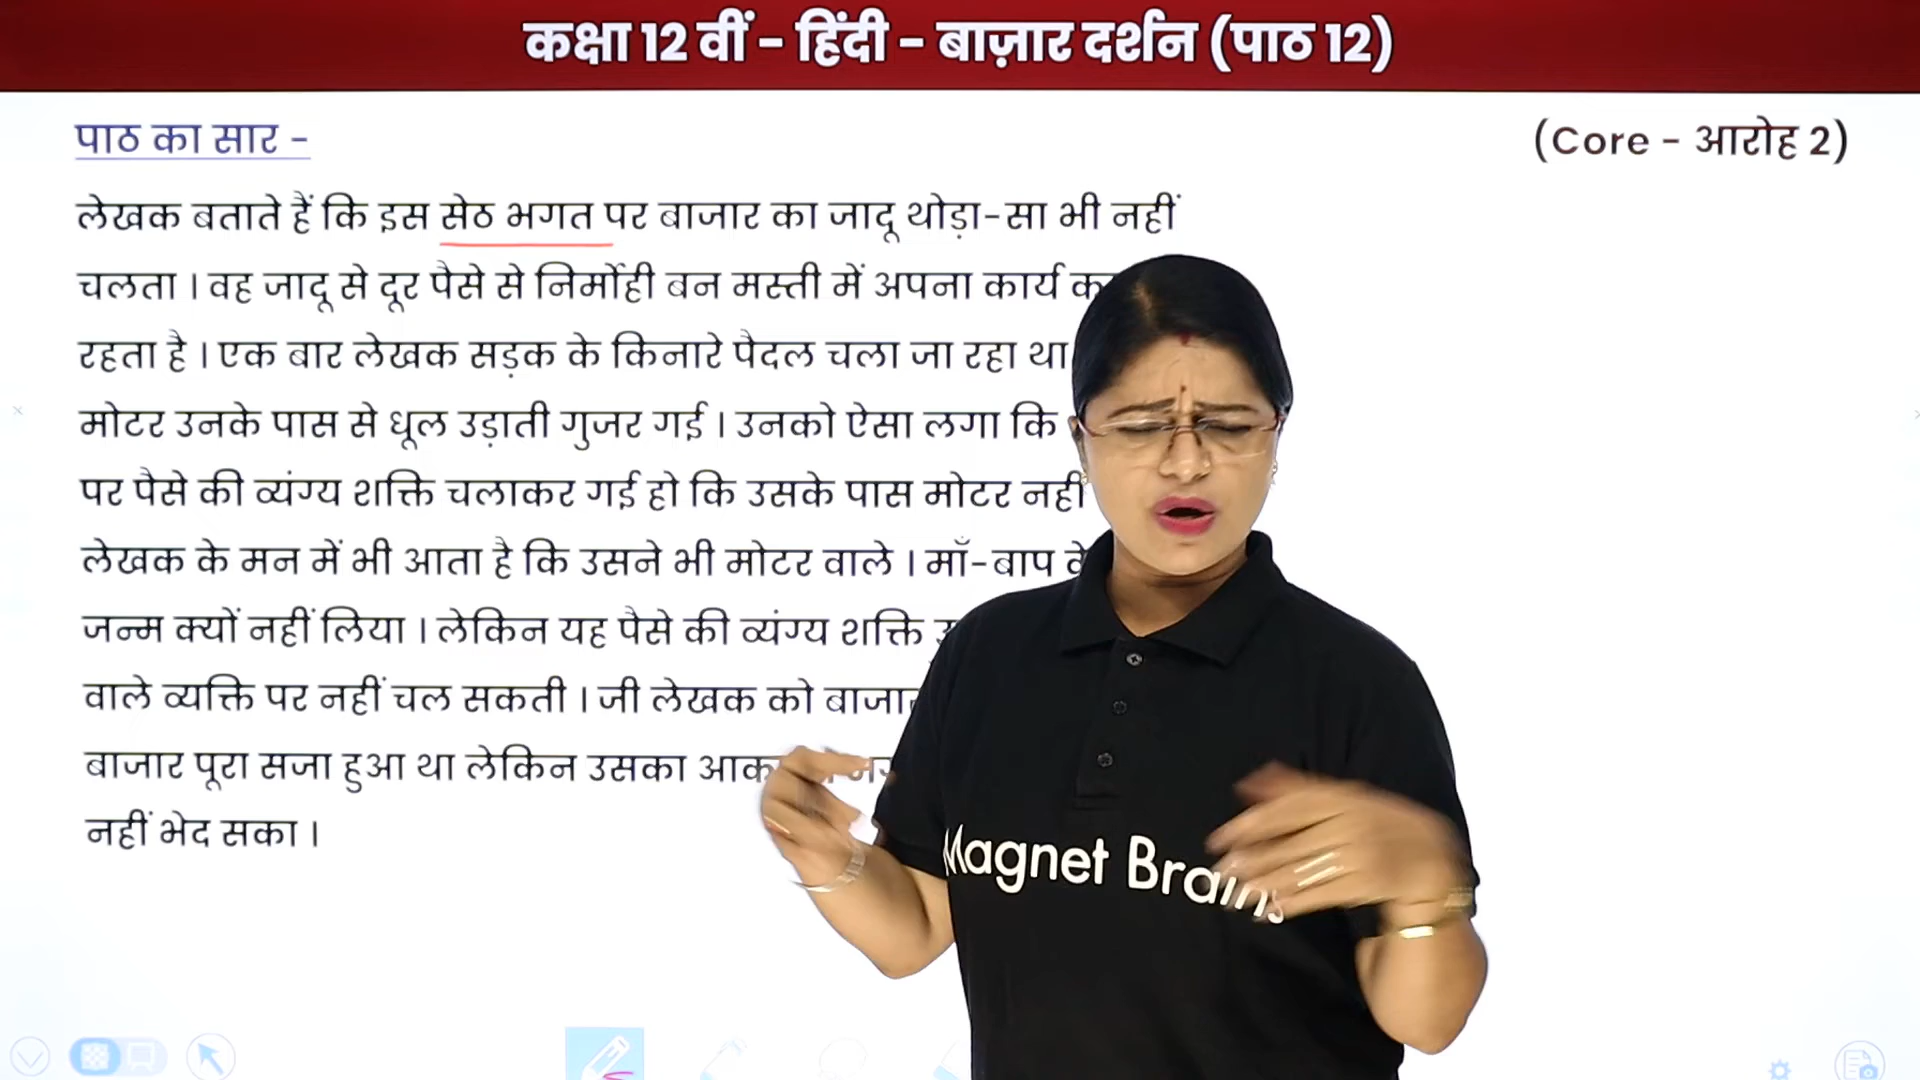 कक्षा 12 वीं - हिंदी - बाज़ार दर्शन (पाठ 12)
पाठ का सार -
(Core - आरोह 2)
लेखक बताते हैं कि इस सेठ भगत पर बाजार का जादू थोड़ा-सा भी नहीं
चलता । वह जादू से दूर पैसे से निर्मोही बन मस्ती में अपना कार्य
रहता है । एक बार लेखक सड़क के किनारे पैदल चला जा रहा था
मोटर उनके पास से धूल उड़ाती गुजर गई । उनको ऐसा लगा कि
पर पैसे की व्यंग्य शक्ति चलाकर गई हो कि उसके पास मोटर नहीं
लेखक के मन में भी आता है कि उसने भी मोटर वाले । माँ-बाप
जन्म क्यों नहीं लिया । लेकिन यह पैसे की व्यंग्य शक्ति
वाले व्यक्ति पर नहीं चल सकती । जी लेखक को
बाजार पूरा सजा हुआ था लेकिन उसका
नहीं भेद सका ।
Magnet Brains